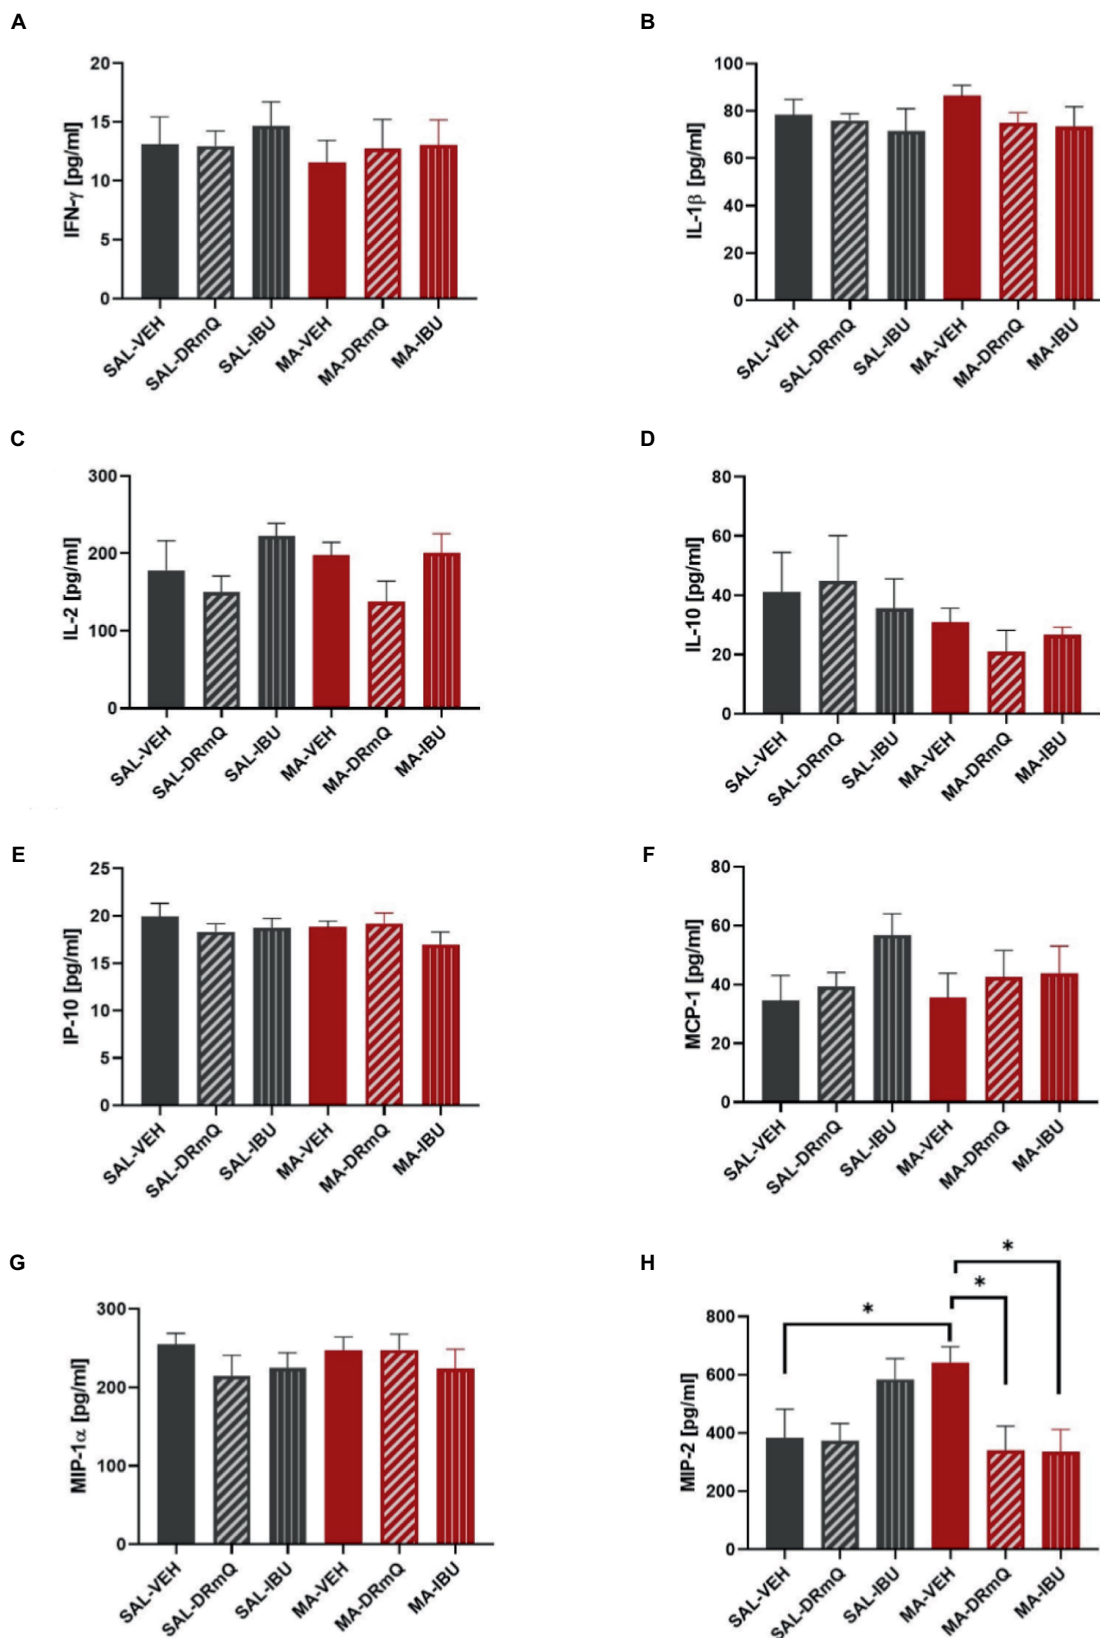 A
B
IFN-γ [pg/ml]
20
15
10
5
0
SAL-VEH
SAL-DRmQ
SAL-IBU
MA-VEH
MA-DRmQ
MA-IBU
IL-1β [pg/ml]
100
80
60
40
20
0
SAL-VEH
SAL-DRmQ
SAL-IBU
MA-VEH
MA-DRmQ
MA-IBU
C
D
IL-2 [pg/ml]
300
200
100
0
SAL-VEH
SAL-DRmQ
SAL-IBU
MA-VEH
MA-DRmQ
MA-IBU
IL-10 [pg/ml]
80
60
40
20
0
SAL-VEH
SAL-DRmQ
SAL-IBU
MA-VEH
MA-DRmQ
MA-IBU
E
F
IP-10 [pg/ml]
25
20
15
10
5
0
SAL-VEH
SAL-DRmQ
SAL-IBU
MA-VEH
MA-DRmQ
MA-IBU
MCP-1 [pg/ml]
80
60
40
20
0
SAL-VEH
SAL-DRmQ
SAL-IBU
MA-VEH
MA-DRmQ
MA-IBU
G
H
MIP-1α [pg/ml]
300
200
100
0
SAL-VEH
SAL-DRmQ
SAL-IBU
MA-VEH
MA-DRmQ
MA-IBU
MIP-2 [pg/ml]
800
600
400
200
0
*
*
*
SAL-VEH
SAL-DRmQ
SAL-IBU
MA-VEH
MA-DRmQ
MA-IBU